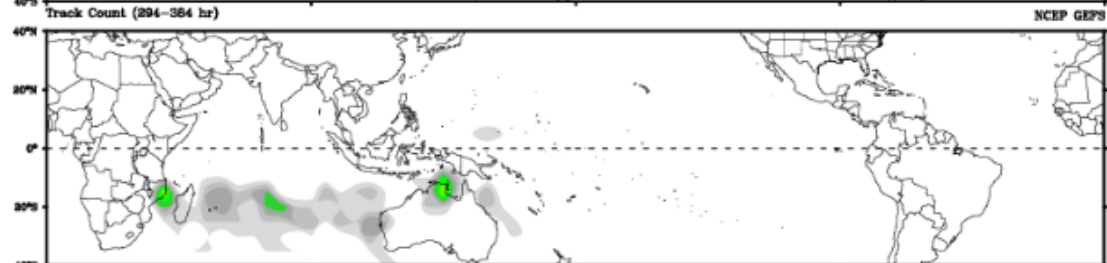 Track Count (294-384 hr)
NCEP GEFS
40°N
20°N
0°
20°S